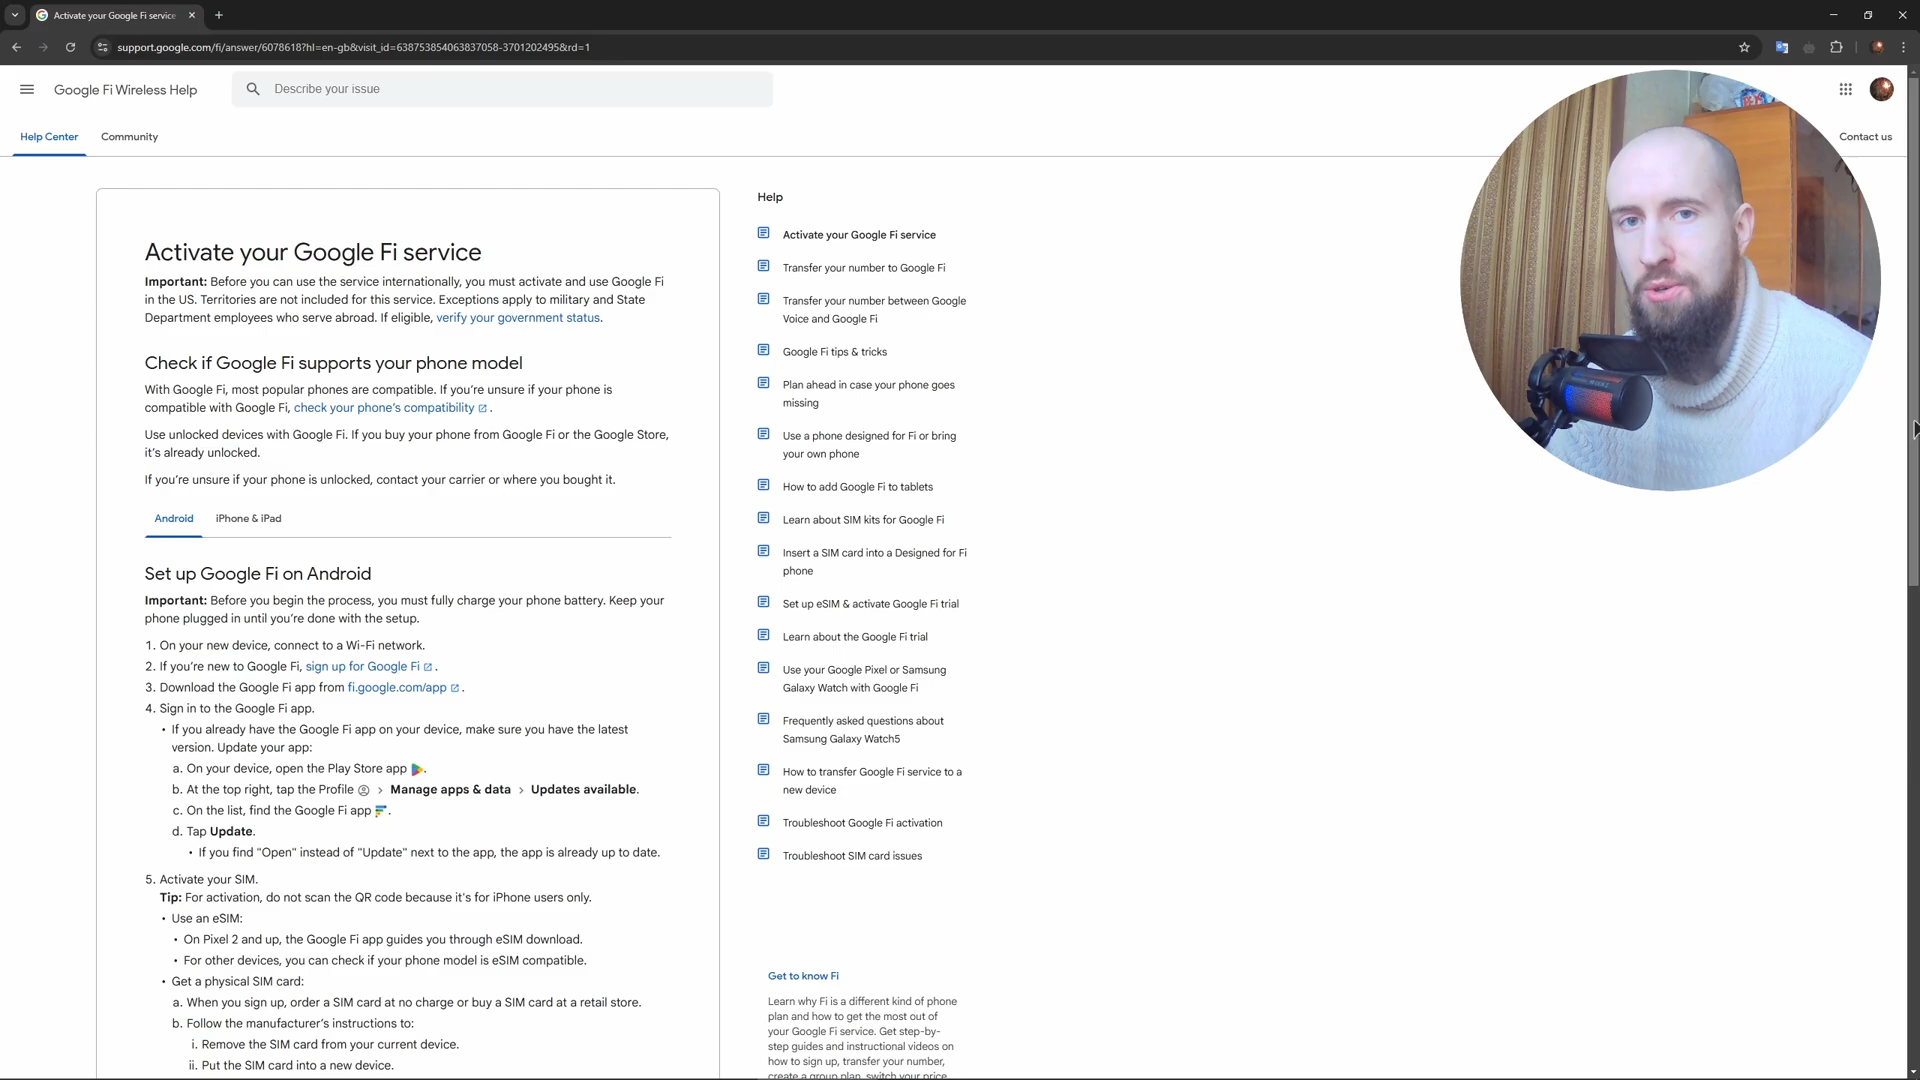 Activate your Google Fi service
support.google.com/fi/answer/6078618?hl=en-gb&visit_id=638753854063837058-3701202495&rd=1
Google Fi Wireless Help
Describe your issue
Help Center
Community
Contact us
Activate your Google Fi service
Important: Before you can use the service internationally, you must activate and use Google Fi
in the US. Territories are not included for this service. Exceptions apply to military and State
Department employees who serve abroad. If eligible, verify your government status.
Check if Google Fi supports your phone model
With Google Fi, most popular phones are compatible. If you're unsure if your phone is
compatible with Google Fi, check your phone's compatibility .
Use unlocked devices with Google Fi. If you buy your phone from Google Fi or the Google Store,
it's already unlocked.
If you're unsure if your phone is unlocked, contact your carrier or where you bought it.
Android
iPhone & iPad
Set up Google Fi on Android
Important: Before you begin the process, you must fully charge your phone battery. Keep your
phone plugged in until you're done with the setup.
1. On your new device, connect to a Wi-Fi network.
2. If you're new to Google Fi, sign up for Google Fi .
3. Download the Google Fi app from fi.google.com/app .
4. Sign in to the Google Fi app.
• If you already have the Google Fi app on your device, make sure you have the latest
version. Update your app:
a. On your device, open the Play Store app .
b. At the top right, tap the Profile > Manage apps & data > Updates available.
c. On the list, find the Google Fi app .
d. Tap Update.
• If you find "Open" instead of "Update" next to the app, the app is already up to date.
5. Activate your SIM.
Tip: For activation, do not scan the QR code because it's for iPhone users only.
• Use an eSIM:
• On Pixel 2 and up, the Google Fi app guides you through eSIM download.
• For other devices, you can check if your phone model is eSIM compatible.
• Get a physical SIM card:
a. When you sign up, order a SIM card at no charge or buy a SIM card at a retail store.
b. Follow the manufacturer's instructions to:
i. Remove the SIM card from your current device.
ii. Put the SIM card into a new device.
Help
Activate your Google Fi service
Transfer your number to Google Fi
Transfer your number between Google
Voice and Google Fi
Google Fi tips & tricks
Plan ahead in case your phone goes
missing
Use a phone designed for Fi or bring
your own phone
How to add Google Fi to tablets
Learn about SIM kits for Google Fi
Insert a SIM card into a Designed for Fi
phone
Set up eSIM & activate Google Fi trial
Learn about the Google Fi trial
Use your Google Pixel or Samsung
Galaxy Watch with Google Fi
Frequently asked questions about
Samsung Galaxy Watch5
How to transfer Google Fi service to a
new device
Troubleshoot Google Fi activation
Troubleshoot SIM card issues
Get to know Fi
Learn why Fi is a different kind of phone
plan and how to get the most out of
your Google Fi service. Get step-by-
step guides and instructional videos on
how to sign up, transfer your number,
create a group plan, switch your price